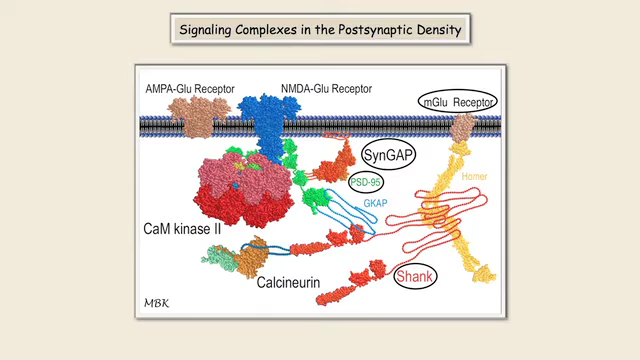 Signaling Complexes in the Postsynaptic Density
AMPA-Glu Receptor
NMDA-Glu Receptor
mGlu Receptor
SynGAP
PSD-95
Homer
GKAP
CaM kinase II
Calcineurin
Shank
MBK